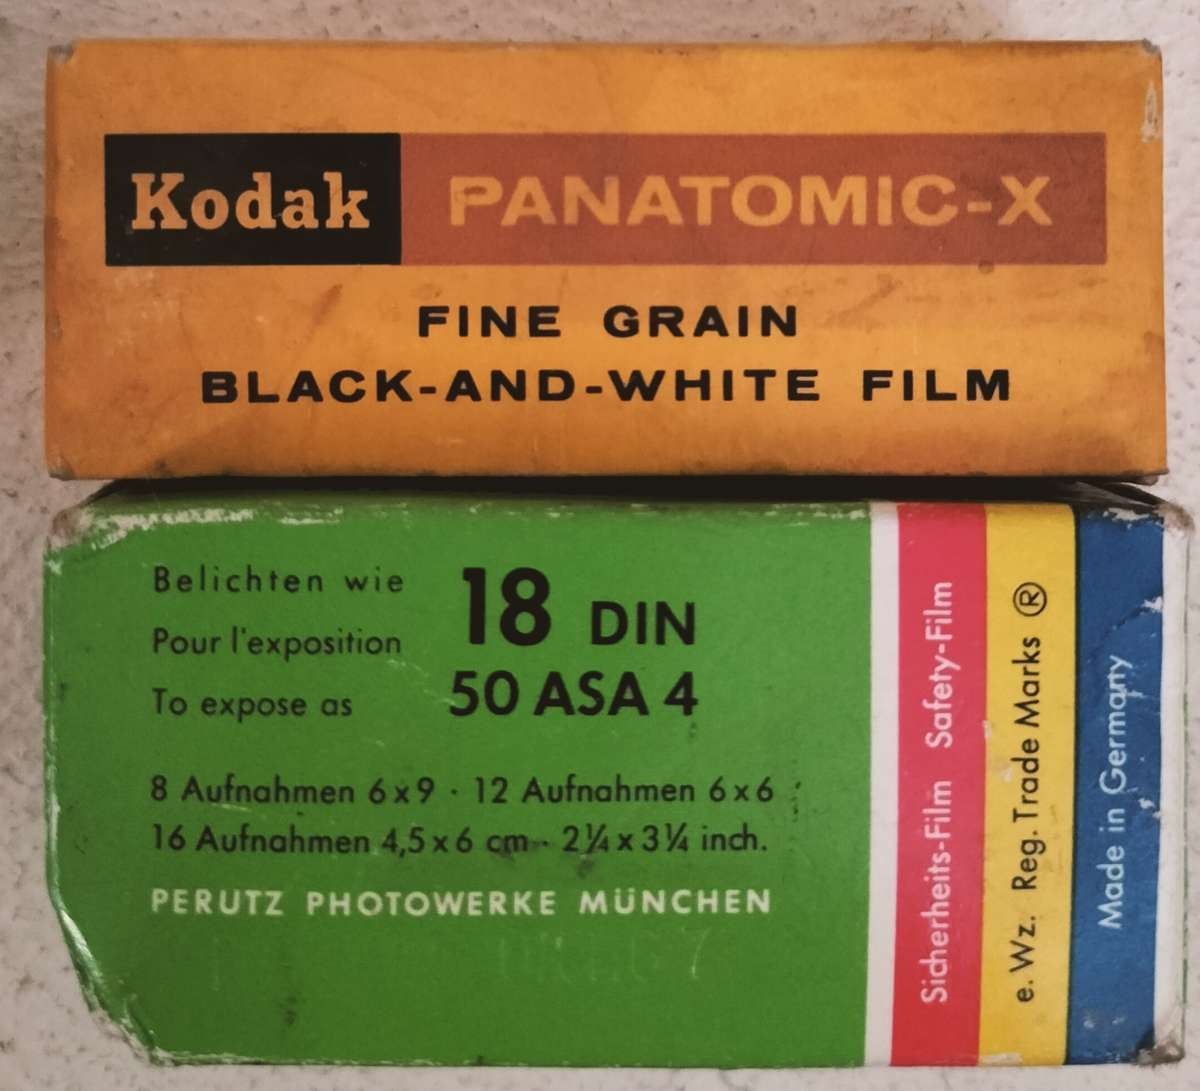 Kodak PANATOMIC-X
FINE GRAIN
BLACK-AND-WHITE FILM
Belichten wie
Pour l'exposition
To expose as
18 DIN
50 ASA 4
8 Aufnahmen 6x9 · 12 Aufnahmen 6x6
16 Aufnahmen 4,5x6 cm - 2¼ x 3¼ inch.
PERUTZ PHOTOWERKE MÜNCHEN
Sicherheits-Film Safety-Film
e. Wz. Reg. Trade Marks ®
Made in Germany